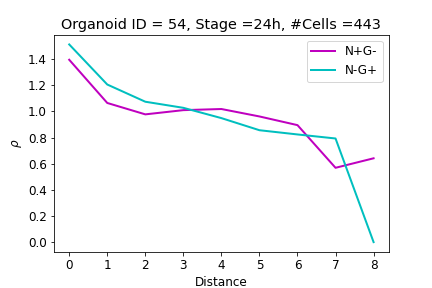 Organoid ID = 54, Stage =24h, #Cells =443
N+G-
N-G+
1.4
1.2
1.0
0.8
0.6
0.4
0.2
0.0
ρ
0 1 2 3 4 5 6 7 8
Distance